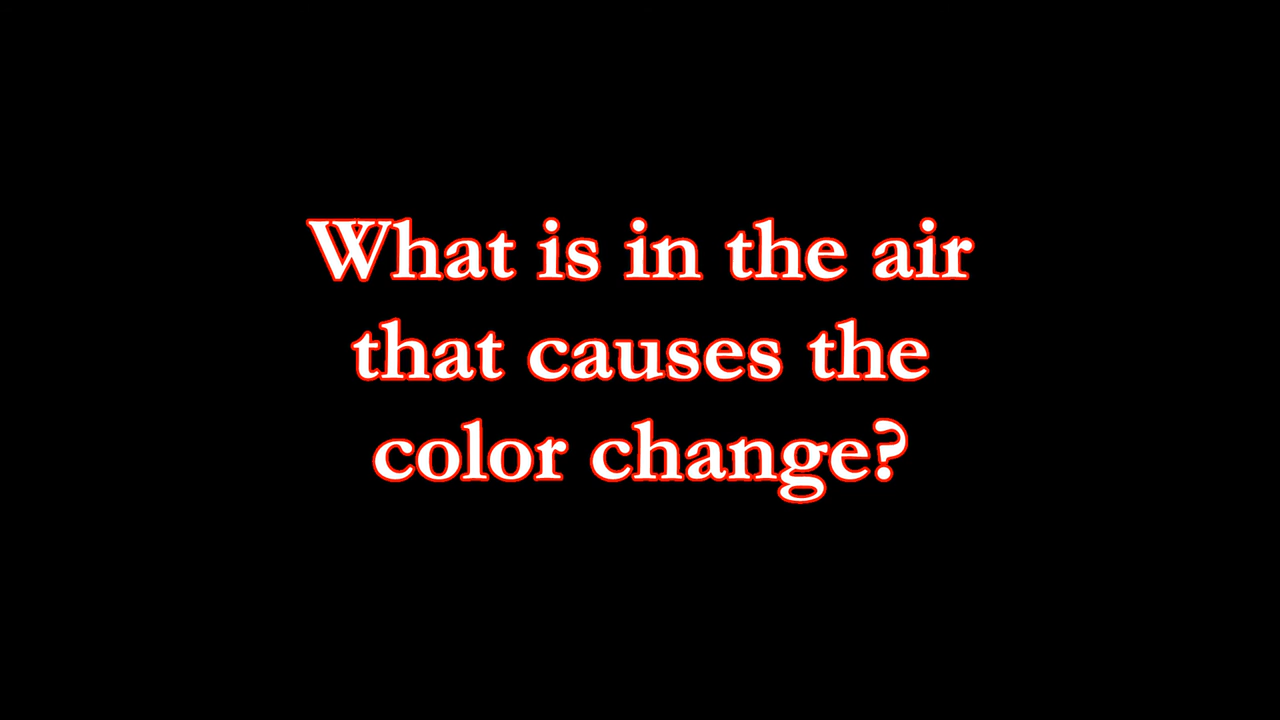 What is in the air
that causes the
color change?